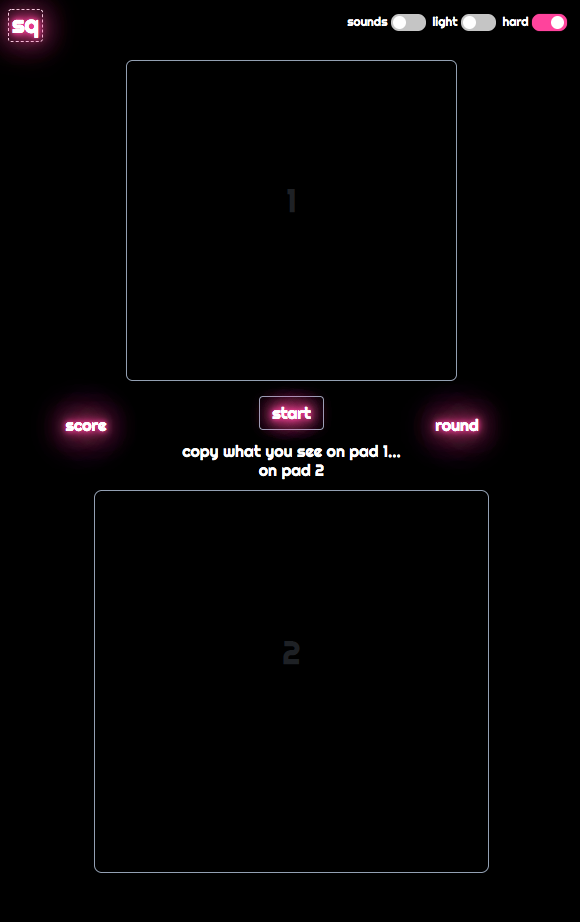 sq
sounds light hard
1
start
score
round
copy what you see on pad 1...
on pad 2
2